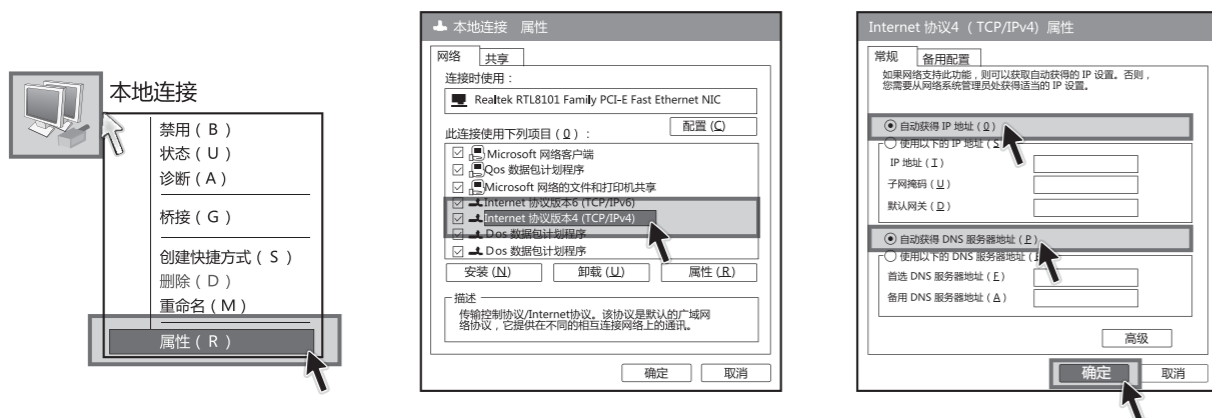 本地连接
禁用 ( B )
状态 ( U )
诊断 ( A )
桥接 ( G )
创建快捷方式 ( S )
删除 ( D )
重命名 ( M )
属性 ( R )
本地连接 属性
网络 共享
连接时使用：
Realtek RTL8101 Family PCI-E Fast Ethernet NIC
配置 (C)
此连接使用下列项目 ( 0 ) ：
Microsoft 网络客户端
Qos 数据包计划程序
Microsoft 网络的文件和打印机共享
Internet 协议版本6 (TCP/IPv6)
Internet 协议版本4 (TCP/IPv4)
Dos 数据包计划程序
Dos 数据包计划程序
安装 (N) 卸载 (U) 属性 (R)
描述
传输控制协议/Internet协议。该协议是默认的广域网
络协议，它提供在不同的相互连接网络上的通讯。
确定 取消
Internet 协议4 ( TCP/IPv4) 属性
常规 备用配置
如果网络支持此功能，则可以获取自动获得的 IP 设置。否则，
您需要从网络系统管理员处获得适当的 IP 设置。
自动获得 IP 地址 ( 0 )
使用以下的 IP 地址 ( S
IP 地址 ( I )
子网掩码 ( U )
默认网关 ( D )
自动获得 DNS 服务器地址 ( P )
使用以下的 DNS 服务器地址 (
首选 DNS 服务器地址 ( E )
备用 DNS 服务器地址 ( A )
高级
确定 取消